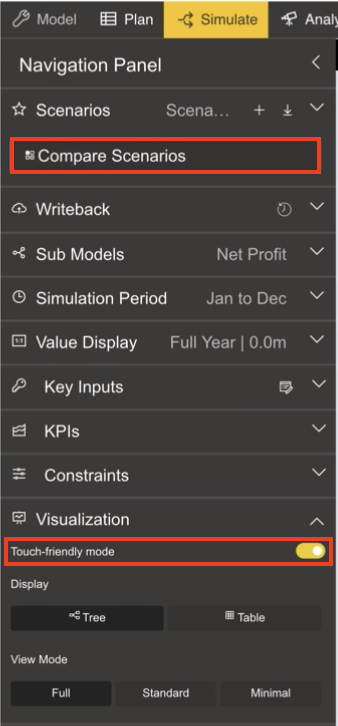 Model Plan Simulate Analy
Navigation Panel
Scenarios Scena...
Compare Scenarios
Writeback
Sub Models Net Profit
Simulation Period Jan to Dec
1:1 Value Display Full Year | 0.0m
Key Inputs
KPIs
Constraints
Visualization
Touch-friendly mode
Display
Tree Table
View Mode
Full Standard Minimal